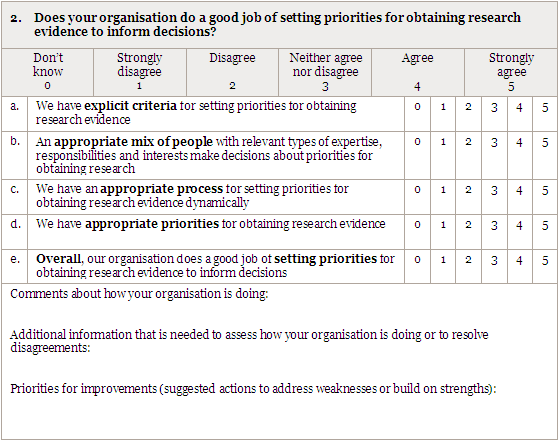 2. Does your organisation do a good job of setting priorities for obtaining research
evidence to inform decisions?
Don't know 0 Strongly disagree 1 Disagree 2 Neither agree nor disagree 3 Agree 4 Strongly agree 5
a. We have explicit criteria for setting priorities for obtaining 0 1 2 3 4 5
research evidence
b. An appropriate mix of people with relevant types of expertise, 0 1 2 3 4 5
responsibilities and interests make decisions about priorities for
obtaining research
c. We have an appropriate process for setting priorities for 0 1 2 3 4 5
obtaining research evidence dynamically
d. We have appropriate priorities for obtaining research evidence 0 1 2 3 4 5
e. Overall, our organisation does a good job of setting priorities for 0 1 2 3 4 5
obtaining research evidence to inform decisions
Comments about how your organisation is doing:
Additional information that is needed to assess how your organisation is doing or to resolve
disagreements:
Priorities for improvements (suggested actions to address weaknesses or build on strengths):